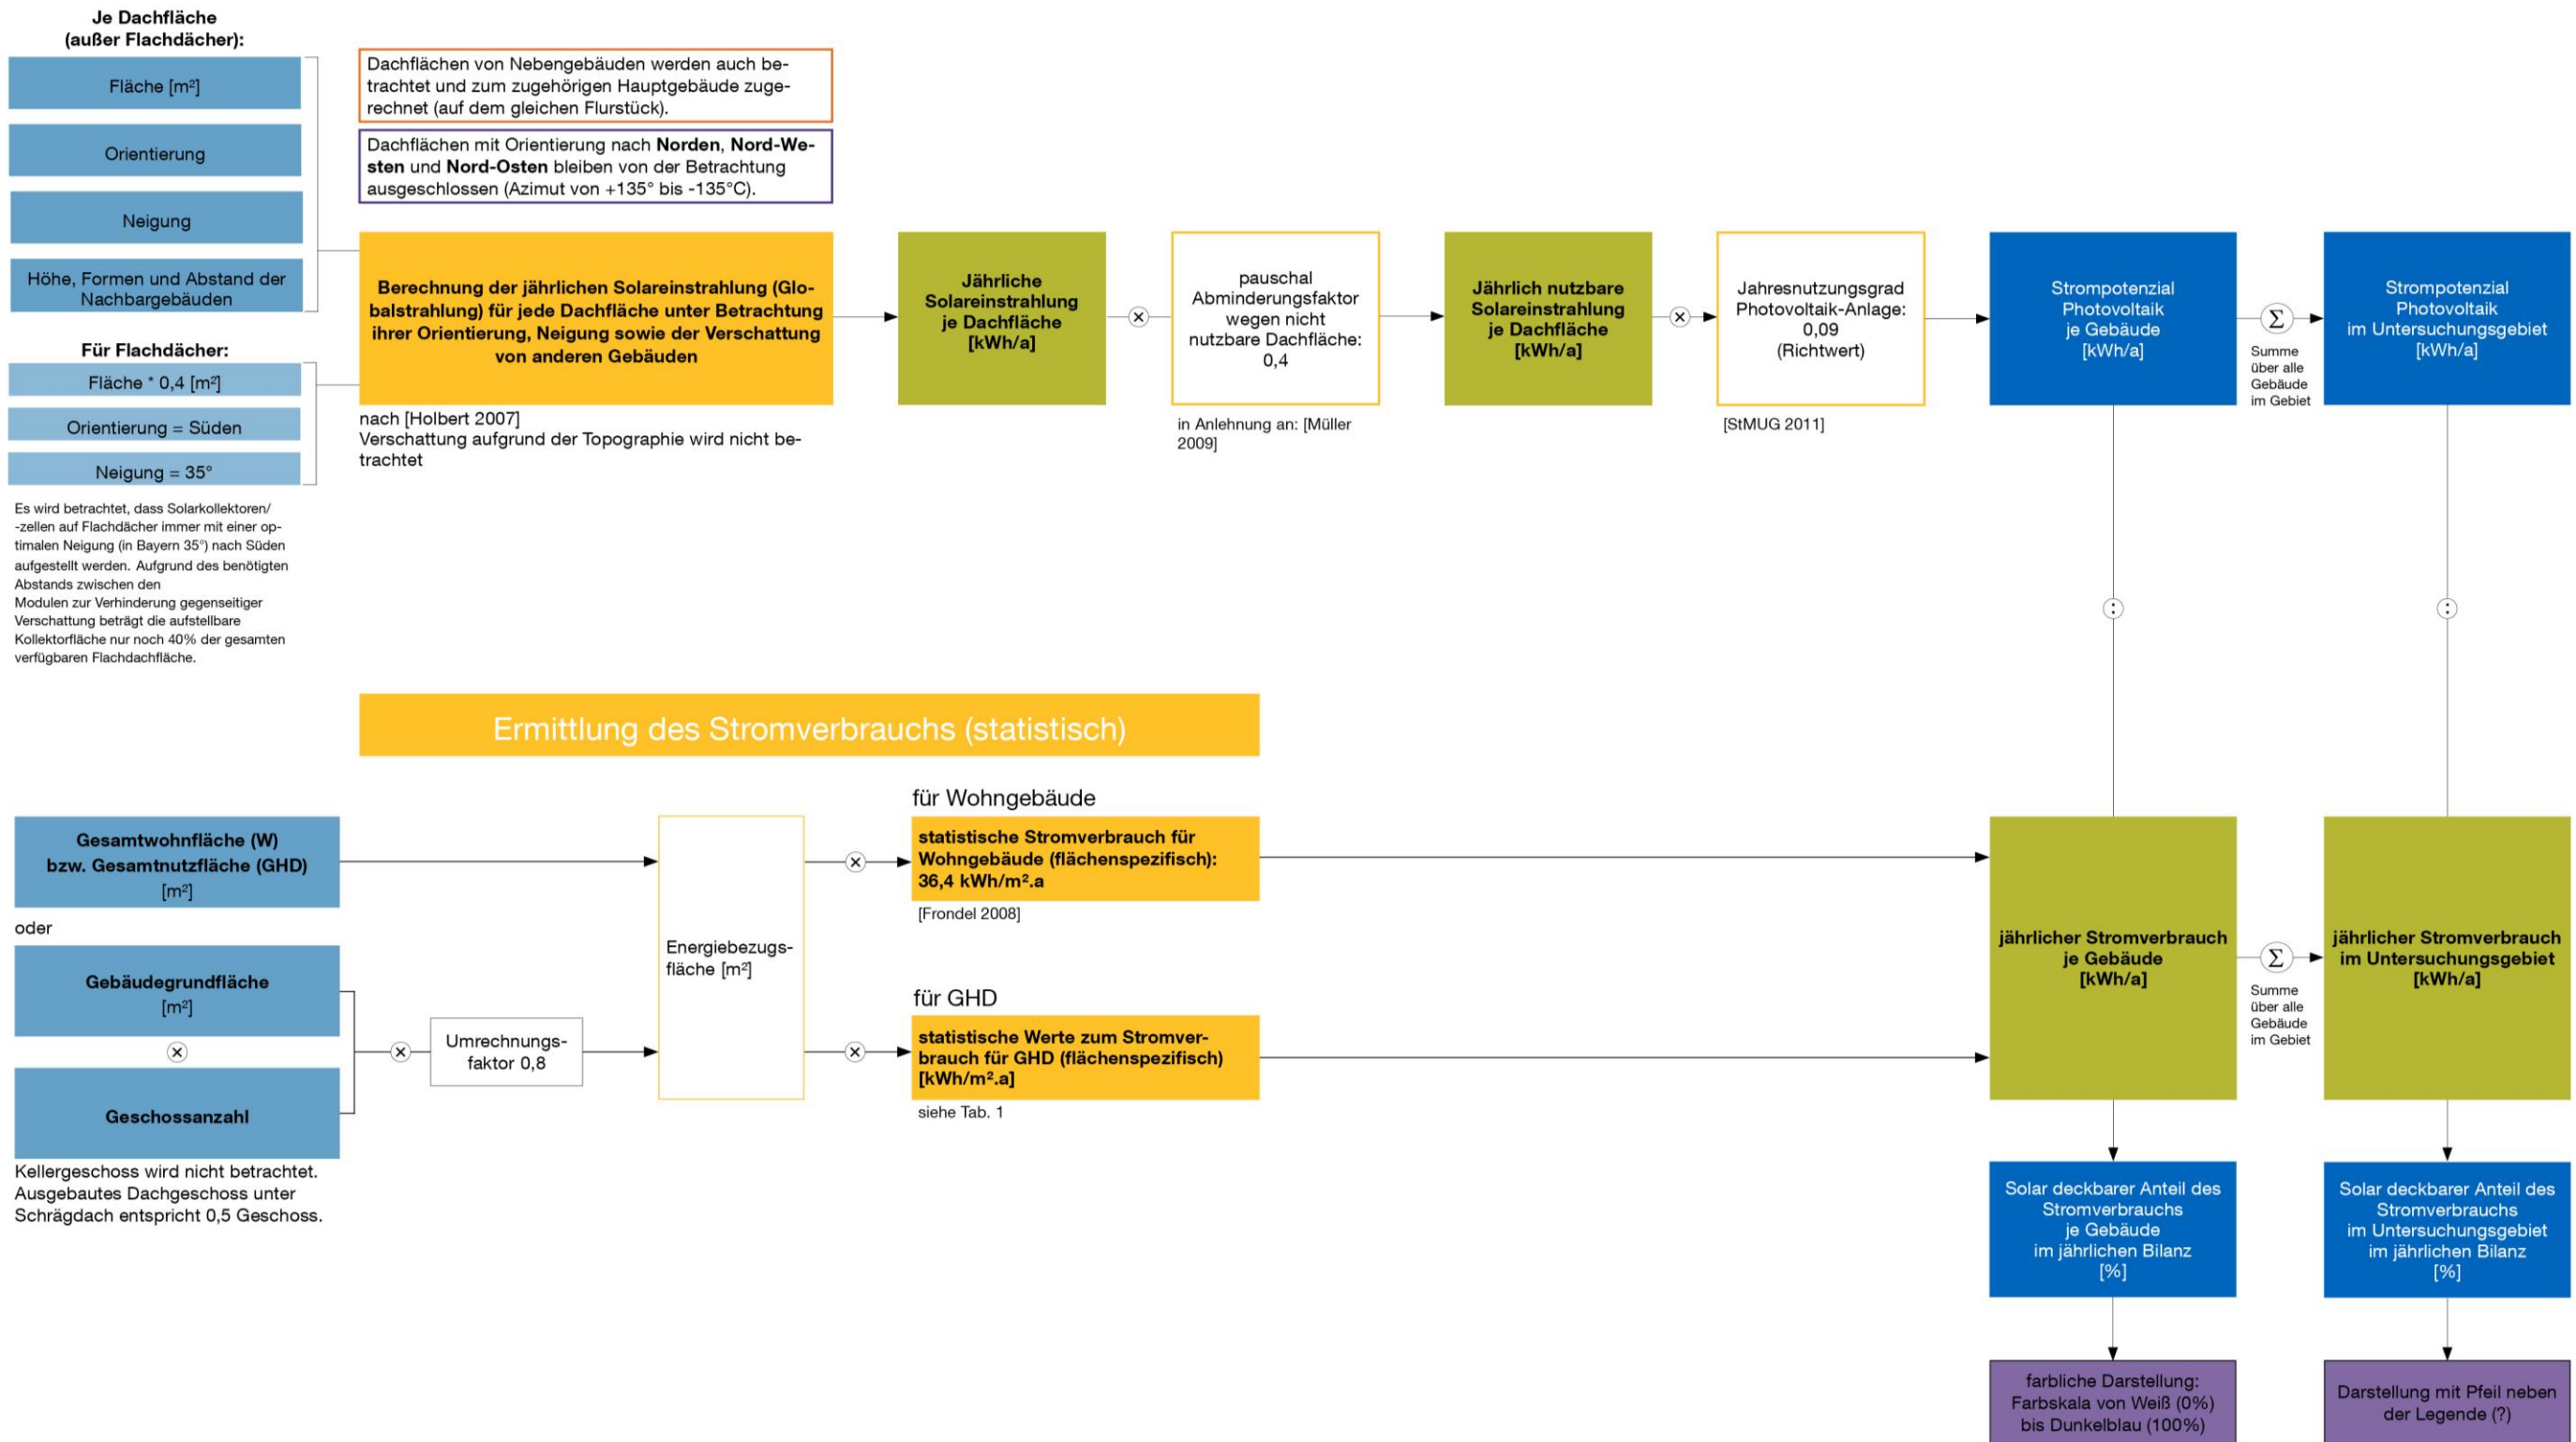 Je Dachfläche
(außer Flachdächer):
Fläche [m²]
Orientierung
Neigung
Höhe, Formen und Abstand der
Nachbargebäuden
Für Flachdächer:
Fläche * 0,4 [m²]
Orientierung = Süden
Neigung = 35°
Es wird betrachtet, dass Solarkollektoren/
-zellen auf Flachdächer immer mit einer op-
timalen Neigung (in Bayern 35°) nach Süden
aufgestellt werden. Aufgrund des benötigten
Abstands zwischen den
Modulen zur Verhinderung gegenseitiger
Verschattung beträgt die aufstellbare
Kollektorfläche nur noch 40% der gesamten
verfügbaren Flachdachfläche.
Dachflächen von Nebengebäuden werden auch be-
trachtet und zum zugehörigen Hauptgebäude zuge-
rechnet (auf dem gleichen Flurstück).
Dachflächen mit Orientierung nach Norden, Nord-We-
sten und Nord-Osten bleiben von der Betrachtung
ausgeschlossen (Azimut von +135° bis -135°C).
Berechnung der jährlichen Solareinstrahlung (Glo-
balstrahlung) für jede Dachfläche unter Betrachtung
ihrer Orientierung, Neigung sowie der Verschattung
von anderen Gebäuden
nach [Holbert 2007]
Verschattung aufgrund der Topographie wird nicht be-
trachtet
Jährliche
Solareinstrahlung
je Dachfläche
[kWh/a]
×
pauschal
Abminderungsfaktor
wegen nicht
nutzbare Dachfläche:
0,4
in Anlehnung an: [Müller
2009]
Jährlich nutzbare
Solareinstrahlung
je Dachfläche
[kWh/a]
×
Jahresnutzungsgrad
Photovoltaik-Anlage:
0,09
(Richtwert)
[StMUG 2011]
Strompotenzial
Photovoltaik
je Gebäude
[kWh/a]
Σ
Summe
über alle
Gebäude
im Gebiet
Strompotenzial
Photovoltaik
im Untersuchungsgebiet
[kWh/a]
:
:
Ermittlung des Stromverbrauchs (statistisch)
Gesamtwohnfläche (W)
bzw. Gesamtnutzfläche (GHD)
[m²]
oder
Gebäudegrundfläche
[m²]
×
Geschossanzahl
Kellergeschoss wird nicht betrachtet.
Ausgebautes Dachgeschoss unter
Schrägdach entspricht 0,5 Geschoss.
×
Umrechnungs-
faktor 0,8
Energiebezugs-
fläche [m²]
×
für Wohngebäude
statistische Stromverbrauch für
Wohngebäude (flächenspezifisch):
36,4 kWh/m².a
[Frondel 2008]
×
für GHD
statistische Werte zum Stromver-
brauch für GHD (flächenspezifisch)
[kWh/m².a]
siehe Tab. 1
jährlicher Stromverbrauch
je Gebäude
[kWh/a]
Σ
Summe
über alle
Gebäude
im Gebiet
jährlicher Stromverbrauch
im Untersuchungsgebiet
[kWh/a]
Solar deckbarer Anteil des
Stromverbrauchs
je Gebäude
im jährlichen Bilanz
[%]
Solar deckbarer Anteil des
Stromverbrauchs
im Untersuchungsgebiet
im jährlichen Bilanz
[%]
farbliche Darstellung:
Farbskala von Weiß (0%)
bis Dunkelblau (100%)
Darstellung mit Pfeil neben
der Legende (?)